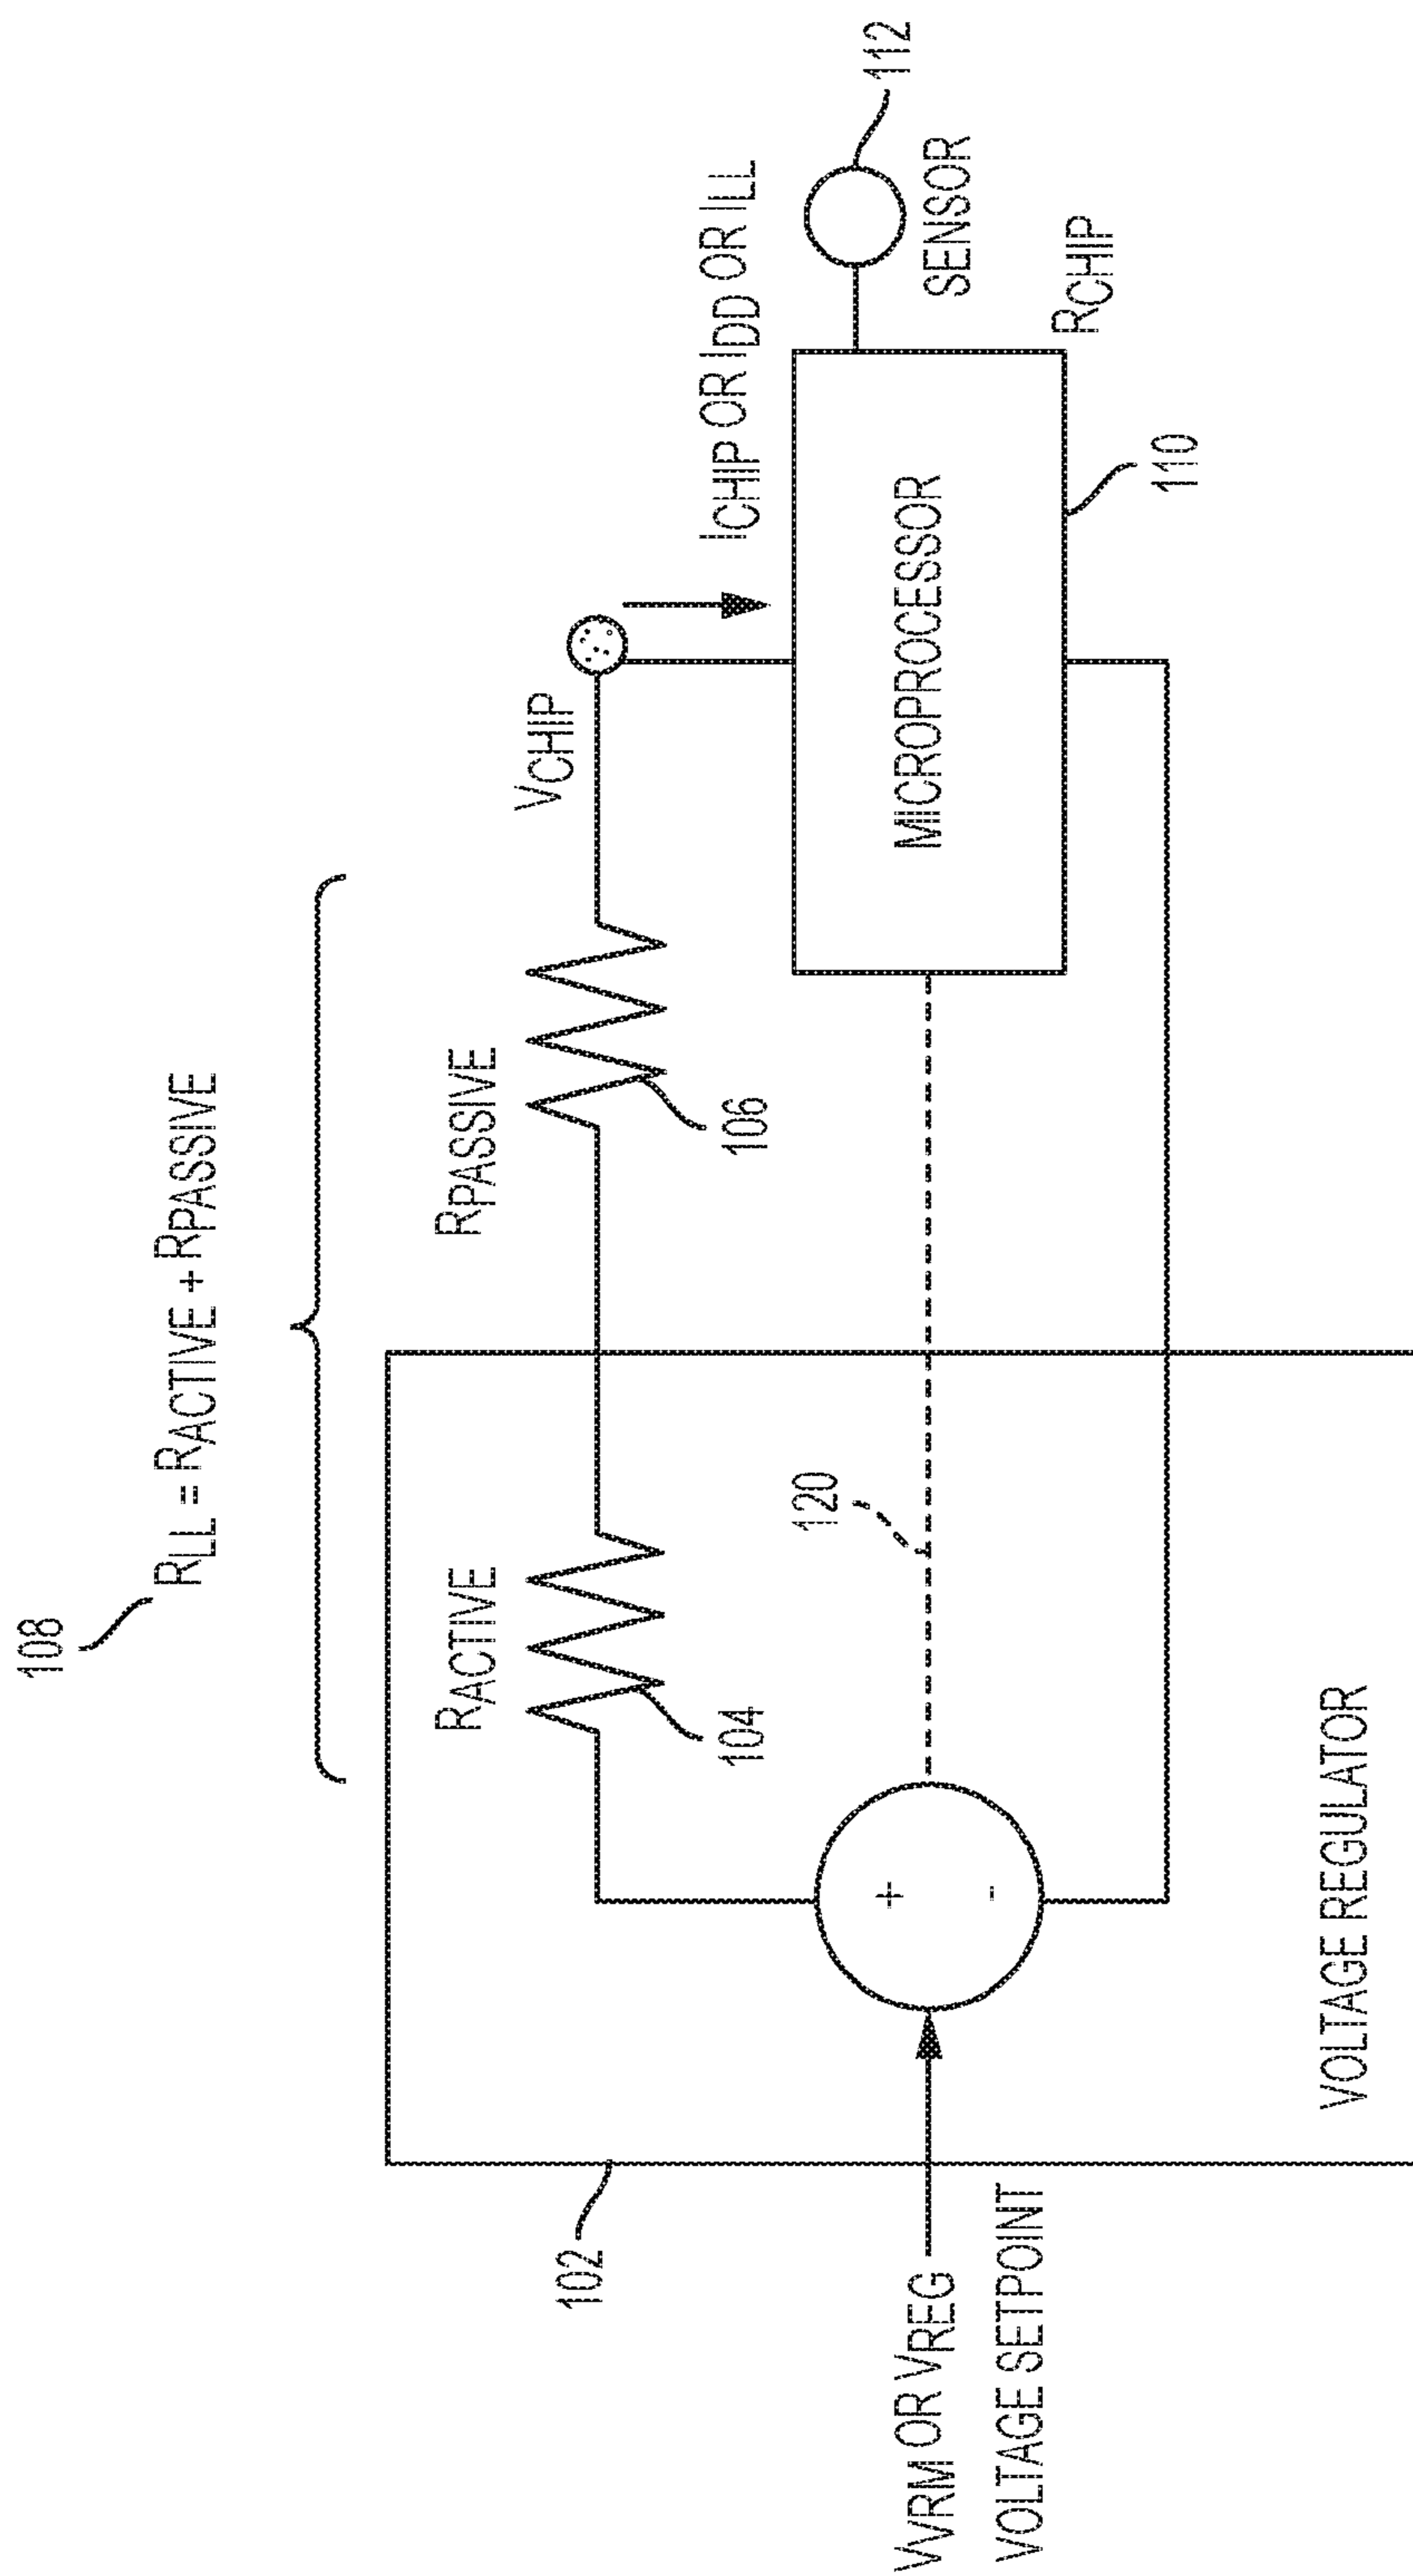 108
RLL = RACTIVE + RPASSIVE
RACTIVE
104
RPASSIVE
106
VCHIP
ICHIP OR IDD OR ILL
112
SENSOR
RCHIP
MICROPROCESSOR
110
120
102
VVRM OR VREG
VOLTAGE SETPOINT
+
-
VOLTAGE REGULATOR